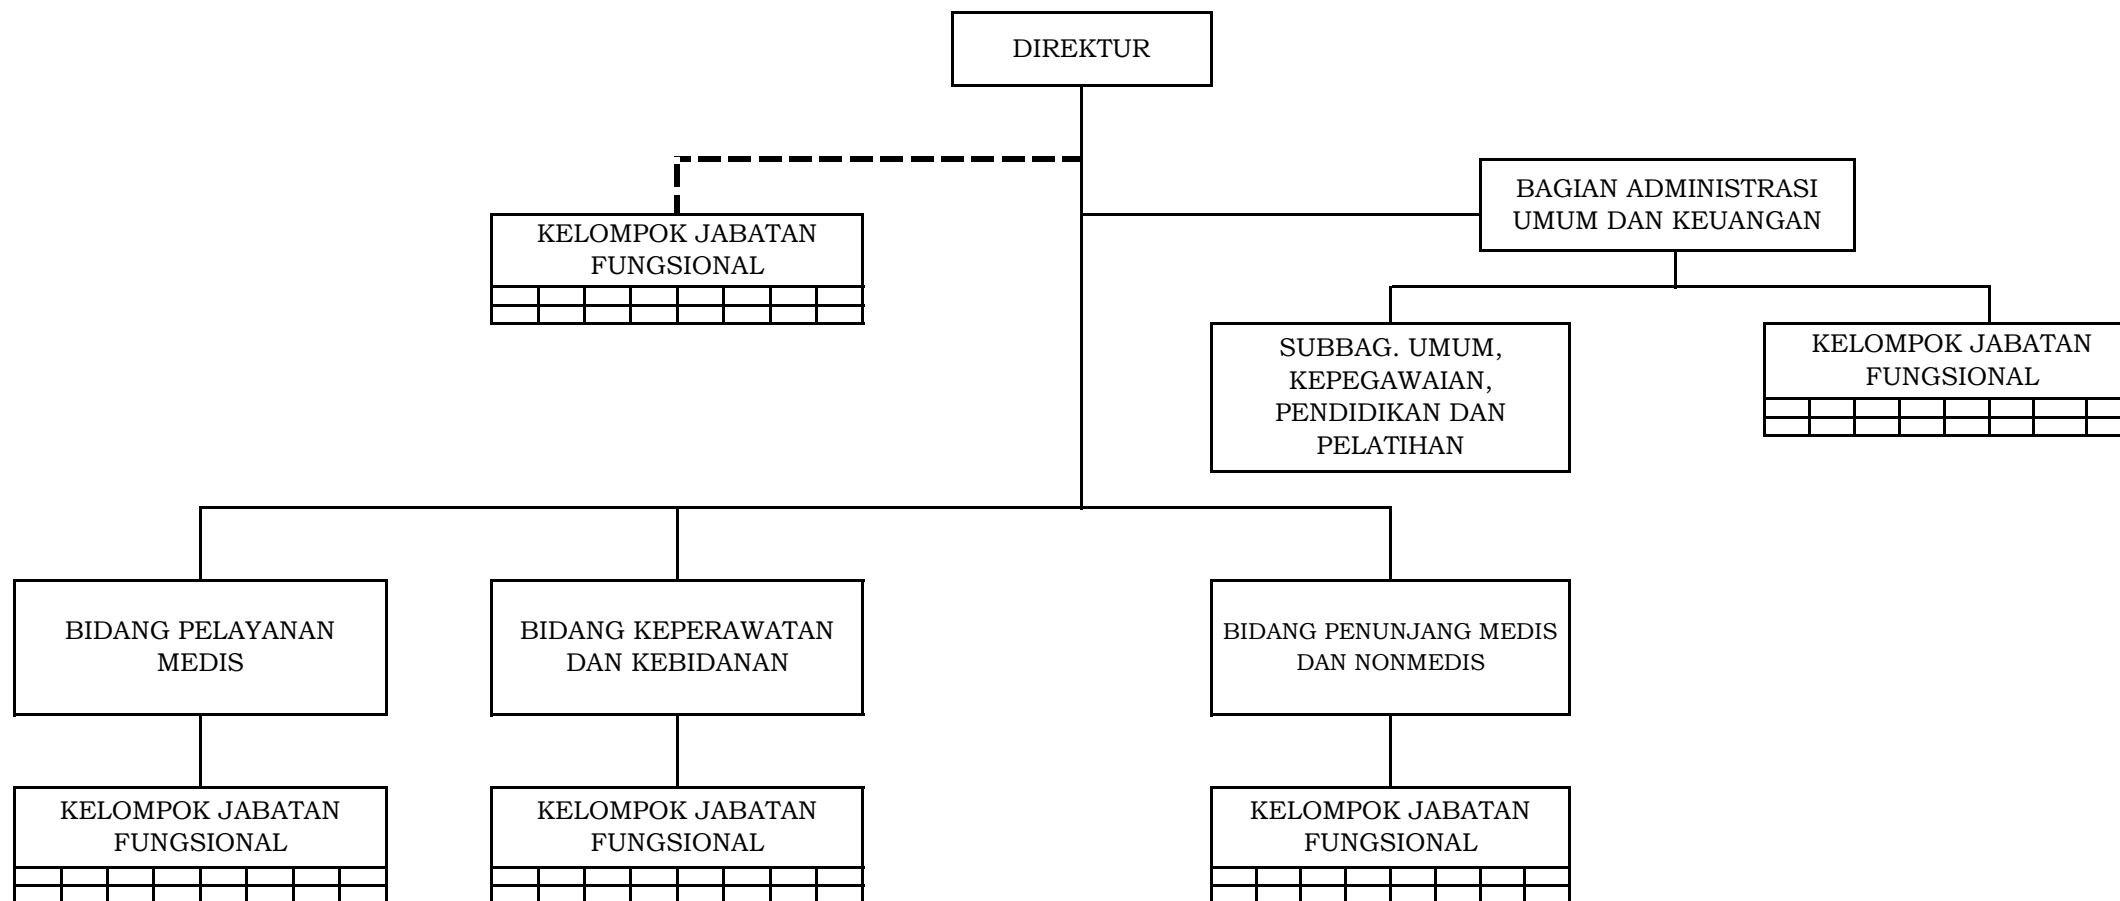 DIREKTUR
BAGIAN ADMINISTRASI
UMUM DAN KEUANGAN
KELOMPOK JABATAN
FUNGSIONAL
SUBBAG. UMUM,
KEPEGAWAIAN,
PENDIDIKAN DAN
PELATIHAN
KELOMPOK JABATAN
FUNGSIONAL
BIDANG PELAYANAN
MEDIS
BIDANG KEPERAWATAN
DAN KEBIDANAN
BIDANG PENUNJANG MEDIS
DAN NONMEDIS
KELOMPOK JABATAN
FUNGSIONAL
KELOMPOK JABATAN
FUNGSIONAL
KELOMPOK JABATAN
FUNGSIONAL